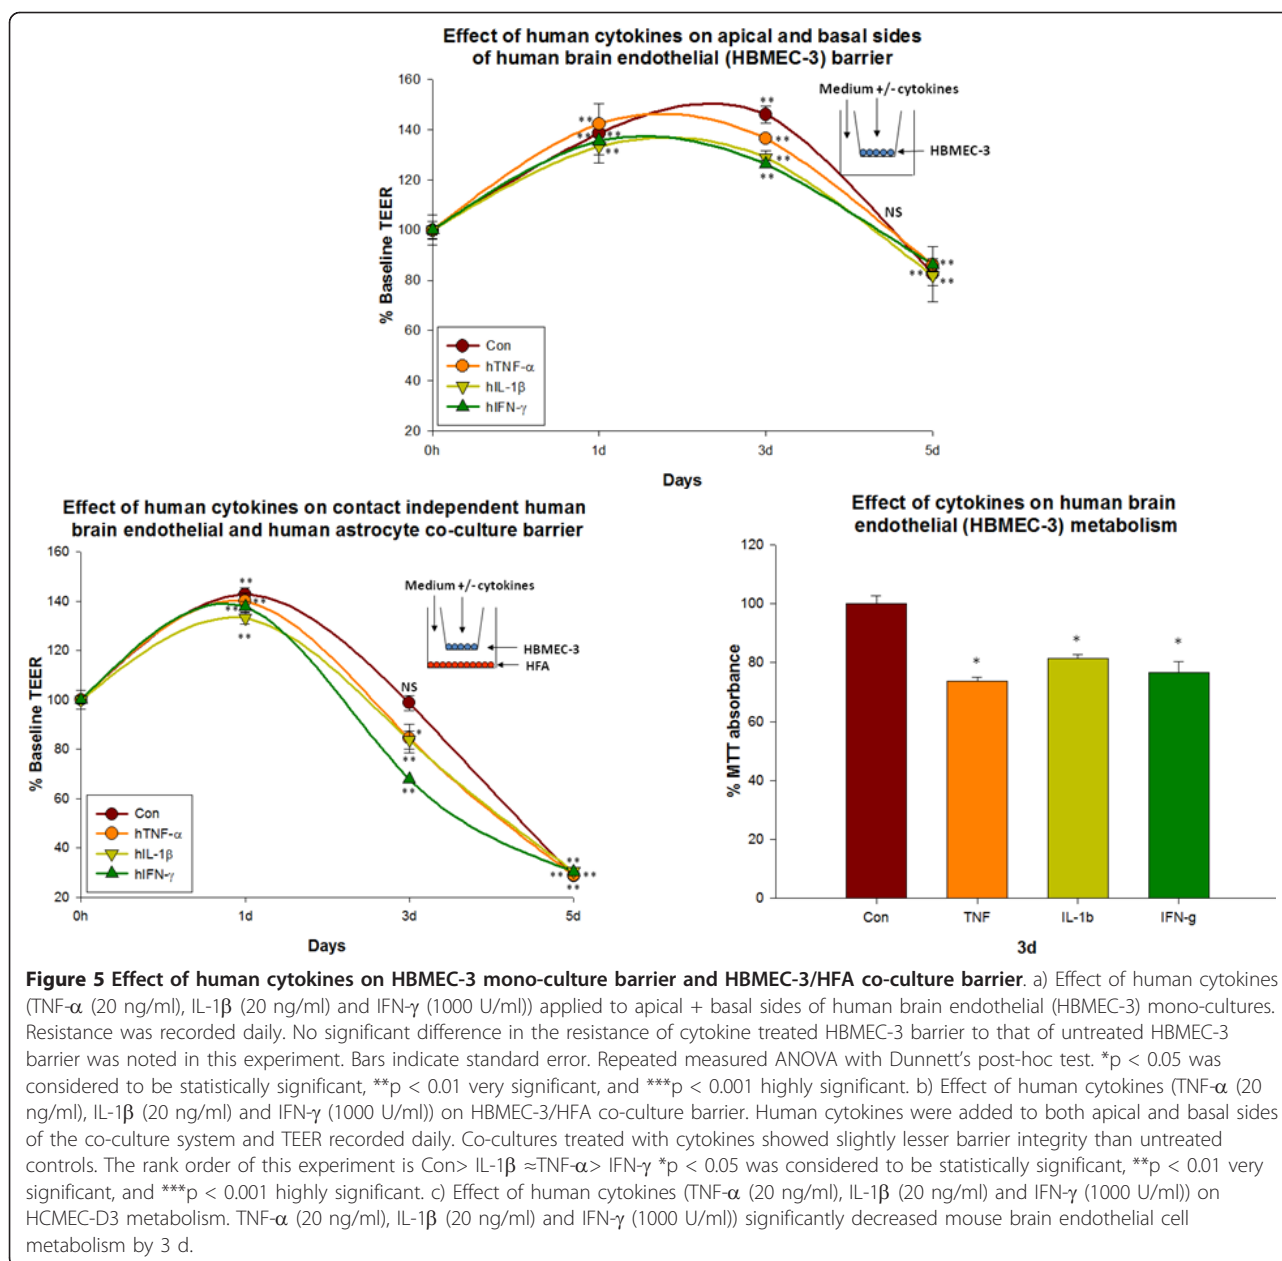 Effect of human cytokines on apical and basal sides
of human brain endothelial (HBMEC-3) barrier
160
140
120
100
80
60
40
20
% Baseline TEER
**
**
**
**
**
**
**
**
**
NS
**
**
**
Medium +/- cytokines
HBMEC-3
Con
hTNF-α
hIL-1β
hIFN-γ
0h
1d
3d
5d
Days
Effect of human cytokines on contact independent human
brain endothelial and human astrocyte co-culture barrier
160
140
120
100
80
60
40
20
% Baseline TEER
**
**
**
**
NS
*
**
**
**
**
**
**
Medium +/- cytokines
HBMEC-3
HFA
Con
hTNF-α
hIL-1β
hIFN-γ
0h
1d
3d
5d
Days
Effect of cytokines on human brain
endothelial (HBMEC-3) metabolism
120
100
80
60
40
20
0
% MTT absorbance
*
*
*
Con
TNF
IL-1b
IFN-g
3d
Figure 5 Effect of human cytokines on HBMEC-3 mono-culture barrier and HBMEC-3/HFA co-culture barrier. a) Effect of human cytokines
(TNF-α (20 ng/ml), IL-1β (20 ng/ml) and IFN-γ (1000 U/ml)) applied to apical + basal sides of human brain endothelial (HBMEC-3) mono-cultures.
Resistance was recorded daily. No significant difference in the resistance of cytokine treated HBMEC-3 barrier to that of untreated HBMEC-3
barrier was noted in this experiment. Bars indicate standard error. Repeated measured ANOVA with Dunnett's post-hoc test. *p < 0.05 was
considered to be statistically significant, **p < 0.01 very significant, and ***p < 0.001 highly significant. b) Effect of human cytokines (TNF-α (20
ng/ml), IL-1β (20 ng/ml) and IFN-γ (1000 U/ml)) on HBMEC-3/HFA co-culture barrier. Human cytokines were added to both apical and basal sides
of the co-culture system and TEER recorded daily. Co-cultures treated with cytokines showed slightly lesser barrier integrity than untreated
controls. The rank order of this experiment is Con> IL-1β ≈TNF-α> IFN-γ *p < 0.05 was considered to be statistically significant, **p < 0.01 very
significant, and ***p < 0.001 highly significant. c) Effect of human cytokines (TNF-α (20 ng/ml), IL-1β (20 ng/ml) and IFN-γ (1000 U/ml)) on
HCMEC-D3 metabolism. TNF-α (20 ng/ml), IL-1β (20 ng/ml) and IFN-γ (1000 U/ml)) significantly decreased mouse brain endothelial cell
metabolism by 3 d.